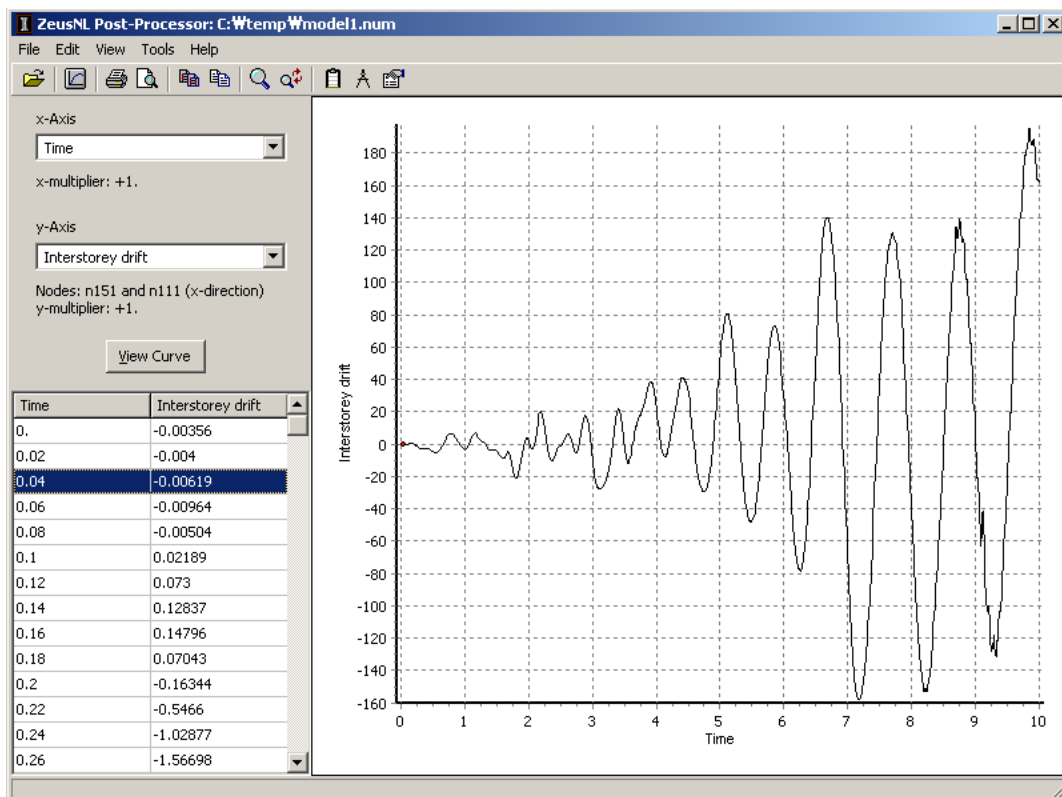 ZeusNL Post-Processor: C:₩temp₩model1.num
File Edit View Tools Help
x-Axis
Time
x-multiplier: +1.
y-Axis
Interstorey drift
Nodes: n151 and n111 (x-direction)
y-multiplier: +1.
View Curve
Time Interstorey drift
0. -0.00356
0.02 -0.004
0.04 -0.00619
0.06 -0.00964
0.08 -0.00504
0.1 0.02189
0.12 0.073
0.14 0.12837
0.16 0.14796
0.18 0.07043
0.2 -0.16344
0.22 -0.5466
0.24 -1.02877
0.26 -1.56698
Interstorey drift
180
160
140
120
100
80
60
40
20
0
-20
-40
-60
-80
-100
-120
-140
-160
0 1 2 3 4 5 6 7 8 9 10
Time